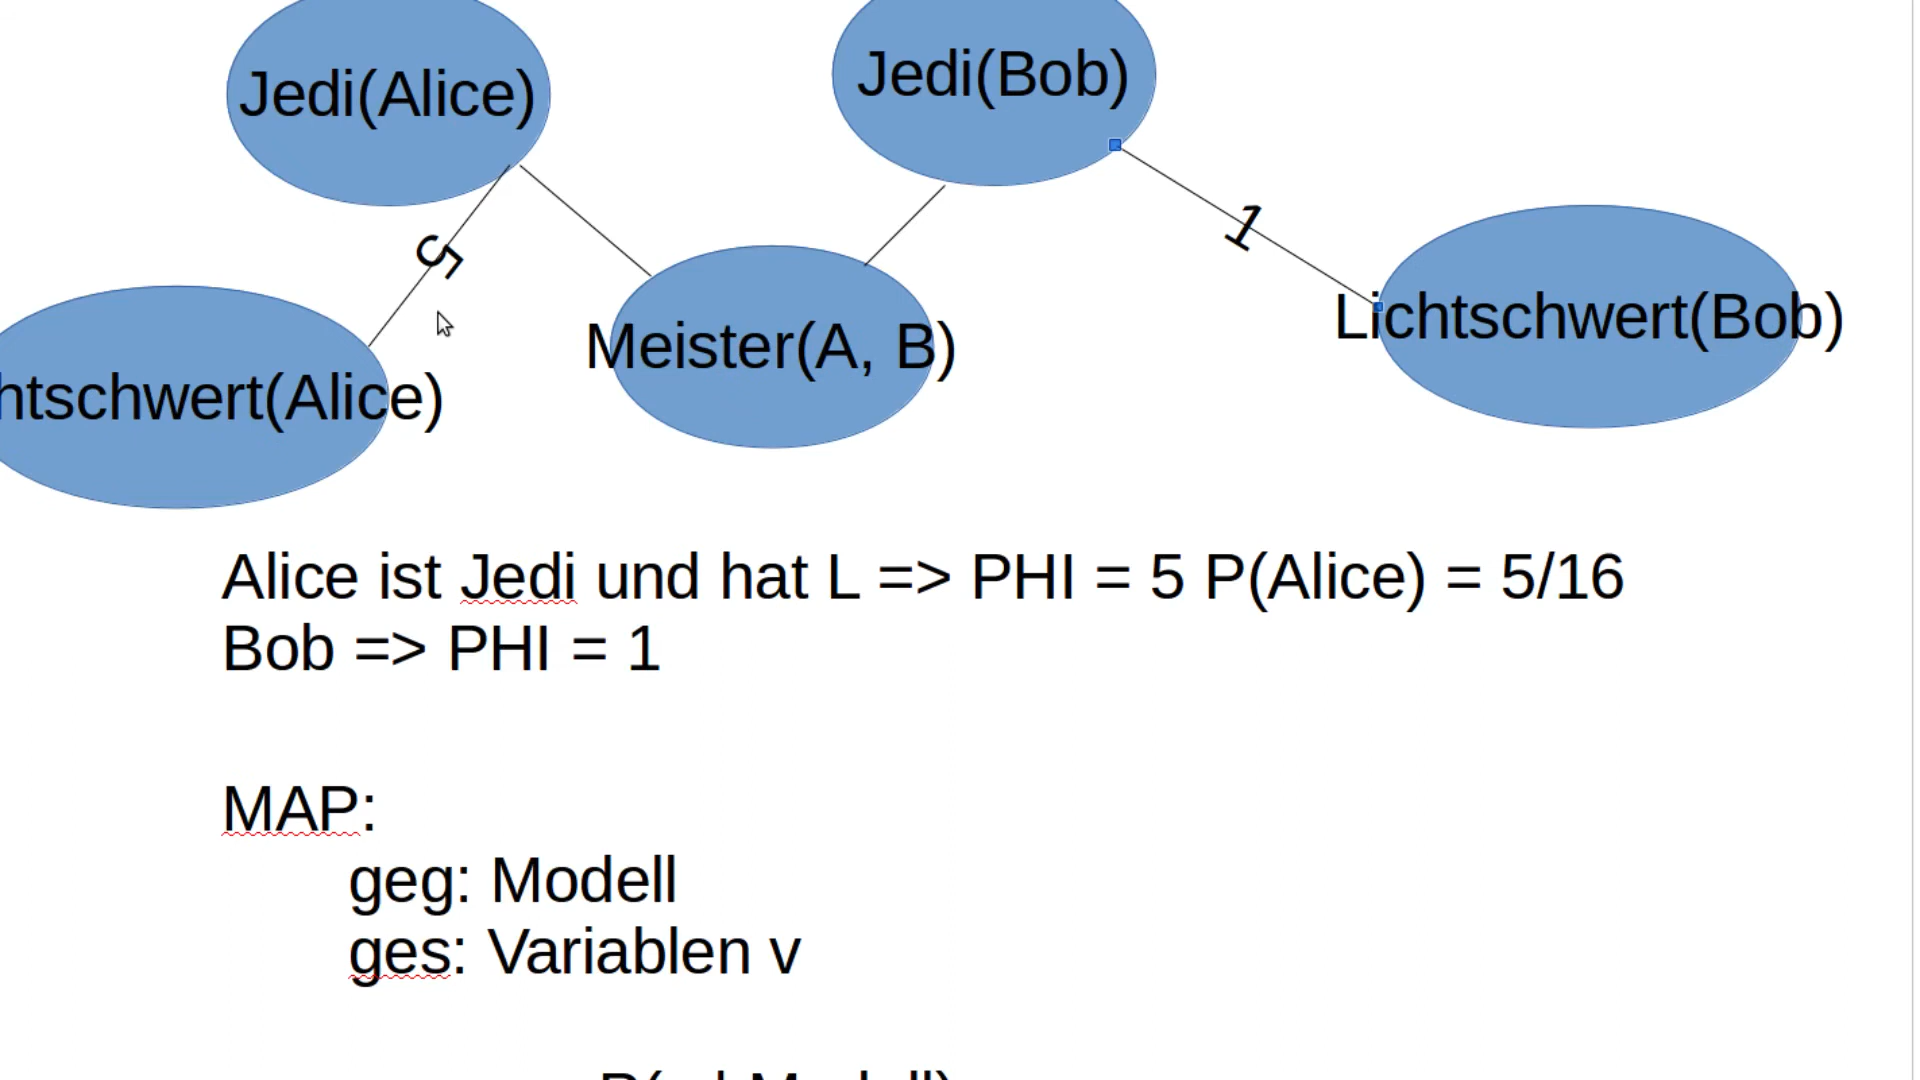 Jedi(Alice)
Jedi(Bob)
5
1
htschwert(Alice)
Meister(A, B)
Lichtschwert(Bob)
Alice ist Jedi und hat L => PHI = 5 P(Alice) = 5/16
Bob => PHI = 1
MAP:
geg: Modell
ges: Variablen v